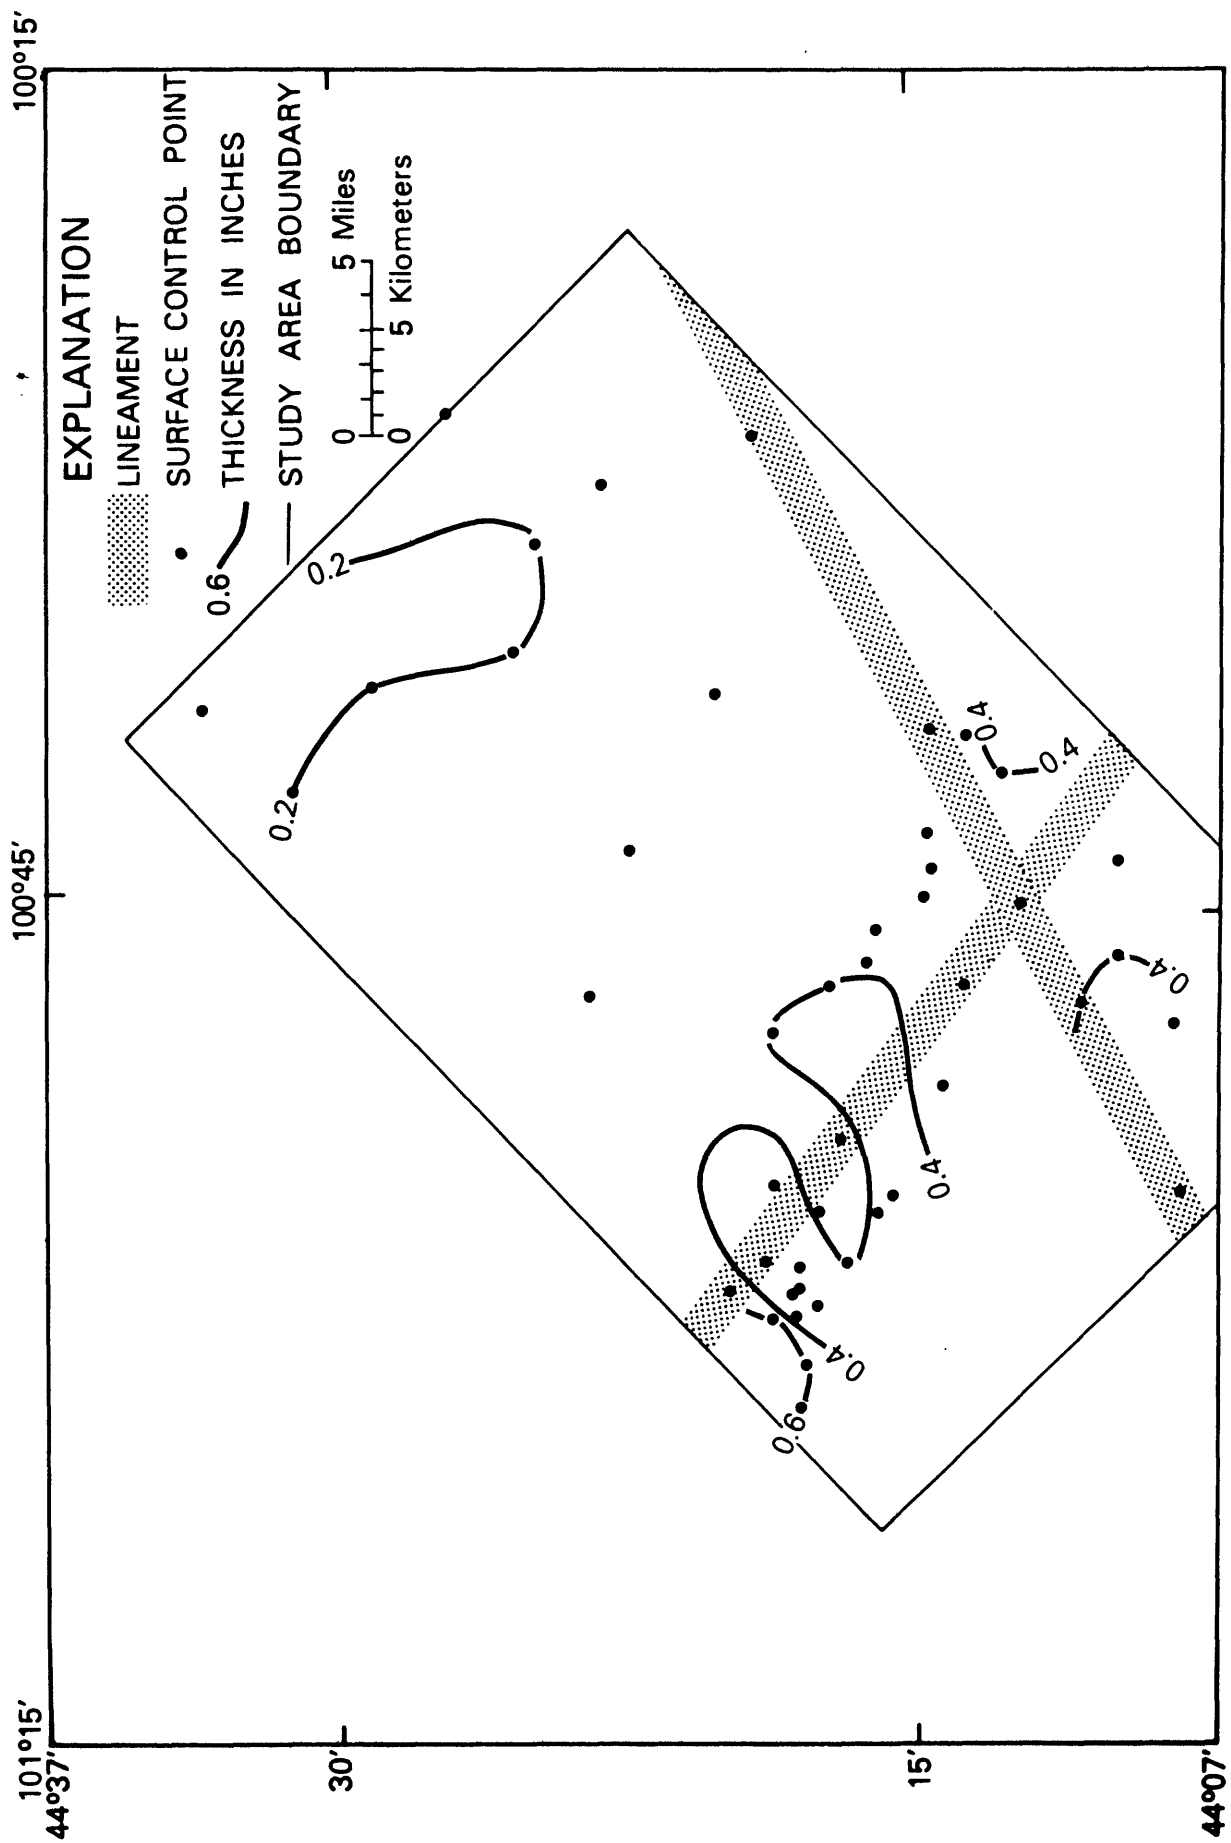 101°15′
100°45′
100°15′
44°37′
30′
15′
44°07′
EXPLANATION
LINEAMENT
SURFACE CONTROL POINT
0.6
THICKNESS IN INCHES
STUDY AREA BOUNDARY
0
5 Miles
0
5 Kilometers
0.2
0.2
0.6
0.4
0.4
0.4
0.4
0.4